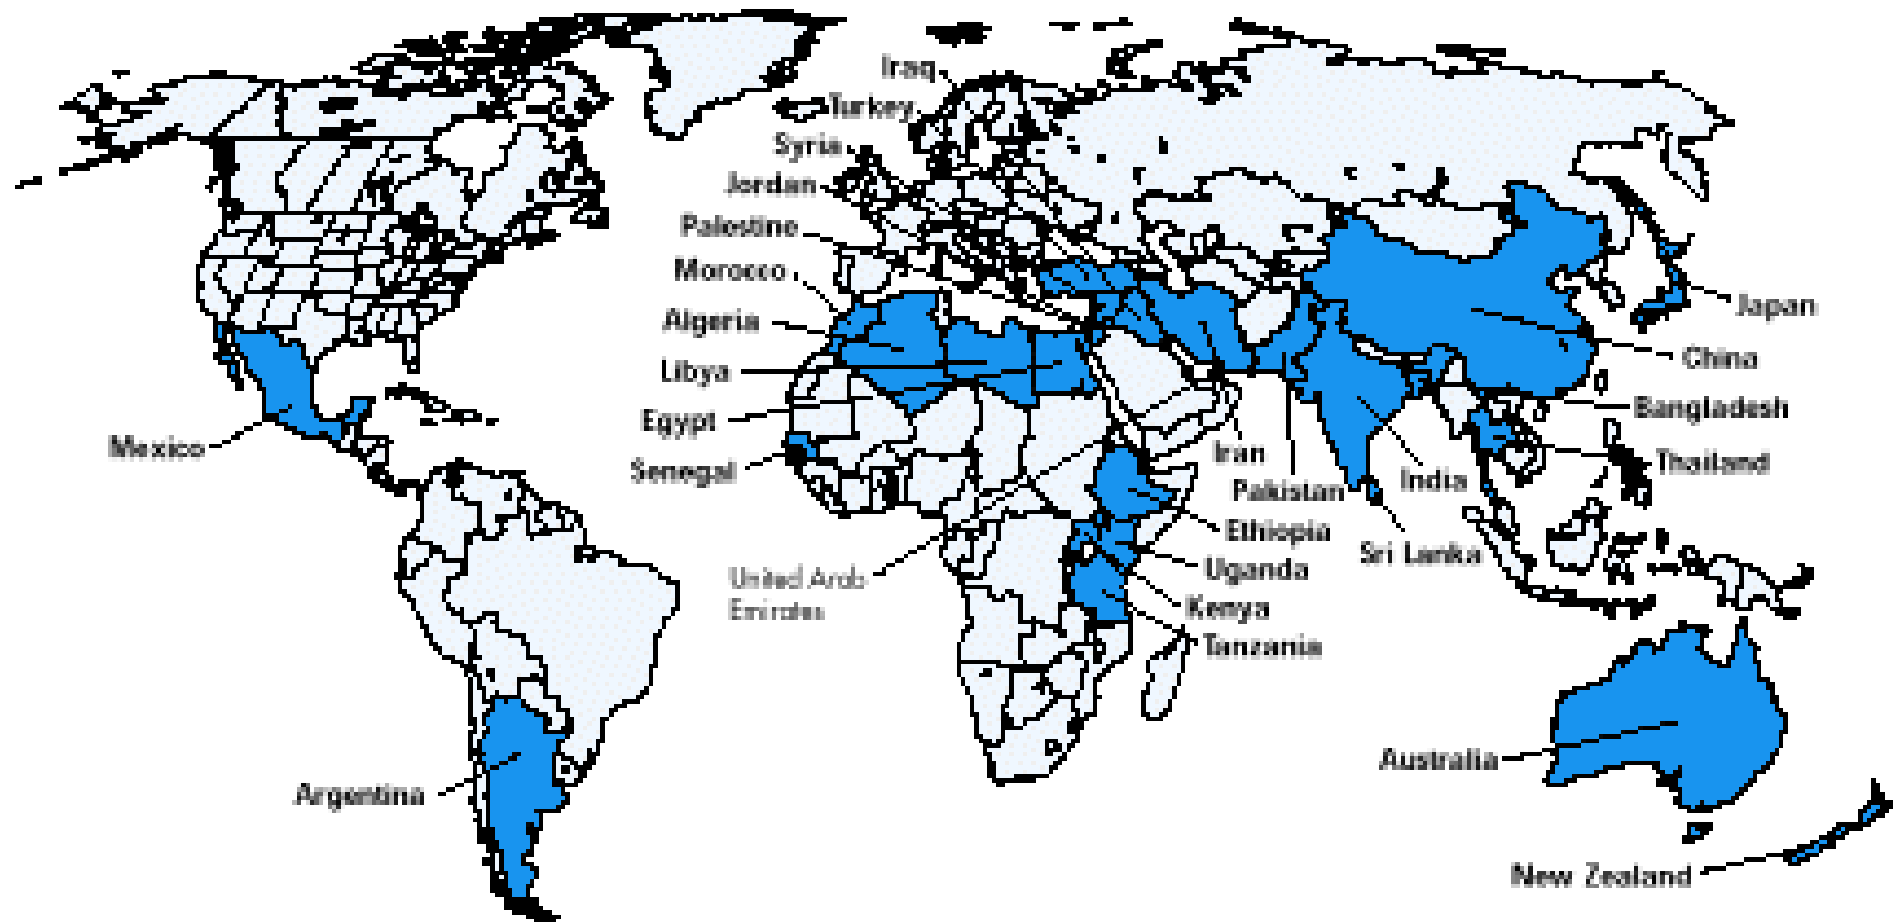 Iraq
Turkey
Syria
Jordan
Palestine
Morocco
Algeria
Libya
Egypt
Senegal
Mexico
United Arab
Emirates
Argentina
Japan
China
Bangladesh
Thailand
India
Iran
Pakistan
Sri Lanka
Ethiopia
Uganda
Kenya
Tanzania
Australia
New Zealand